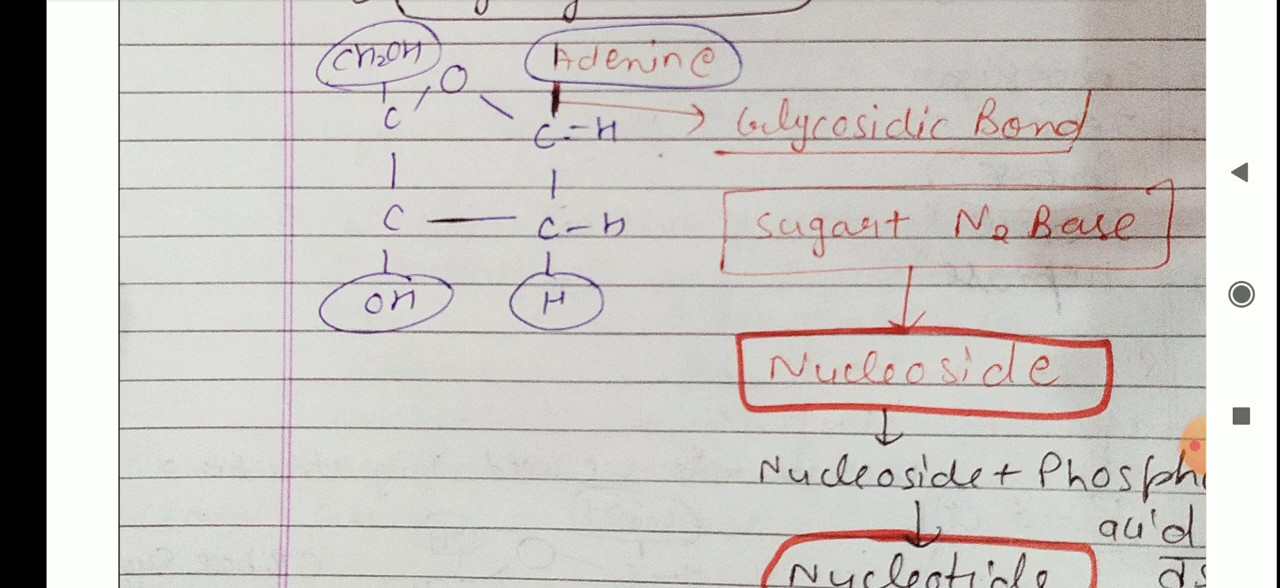 CH₂OH
O
Adenine
C
C-H
Glycosidic Bond
C
C-H
Sugar+ N₂ Base
OH
H
Nucleoside
Nucleoside + Phosph
acid
Nucleotide